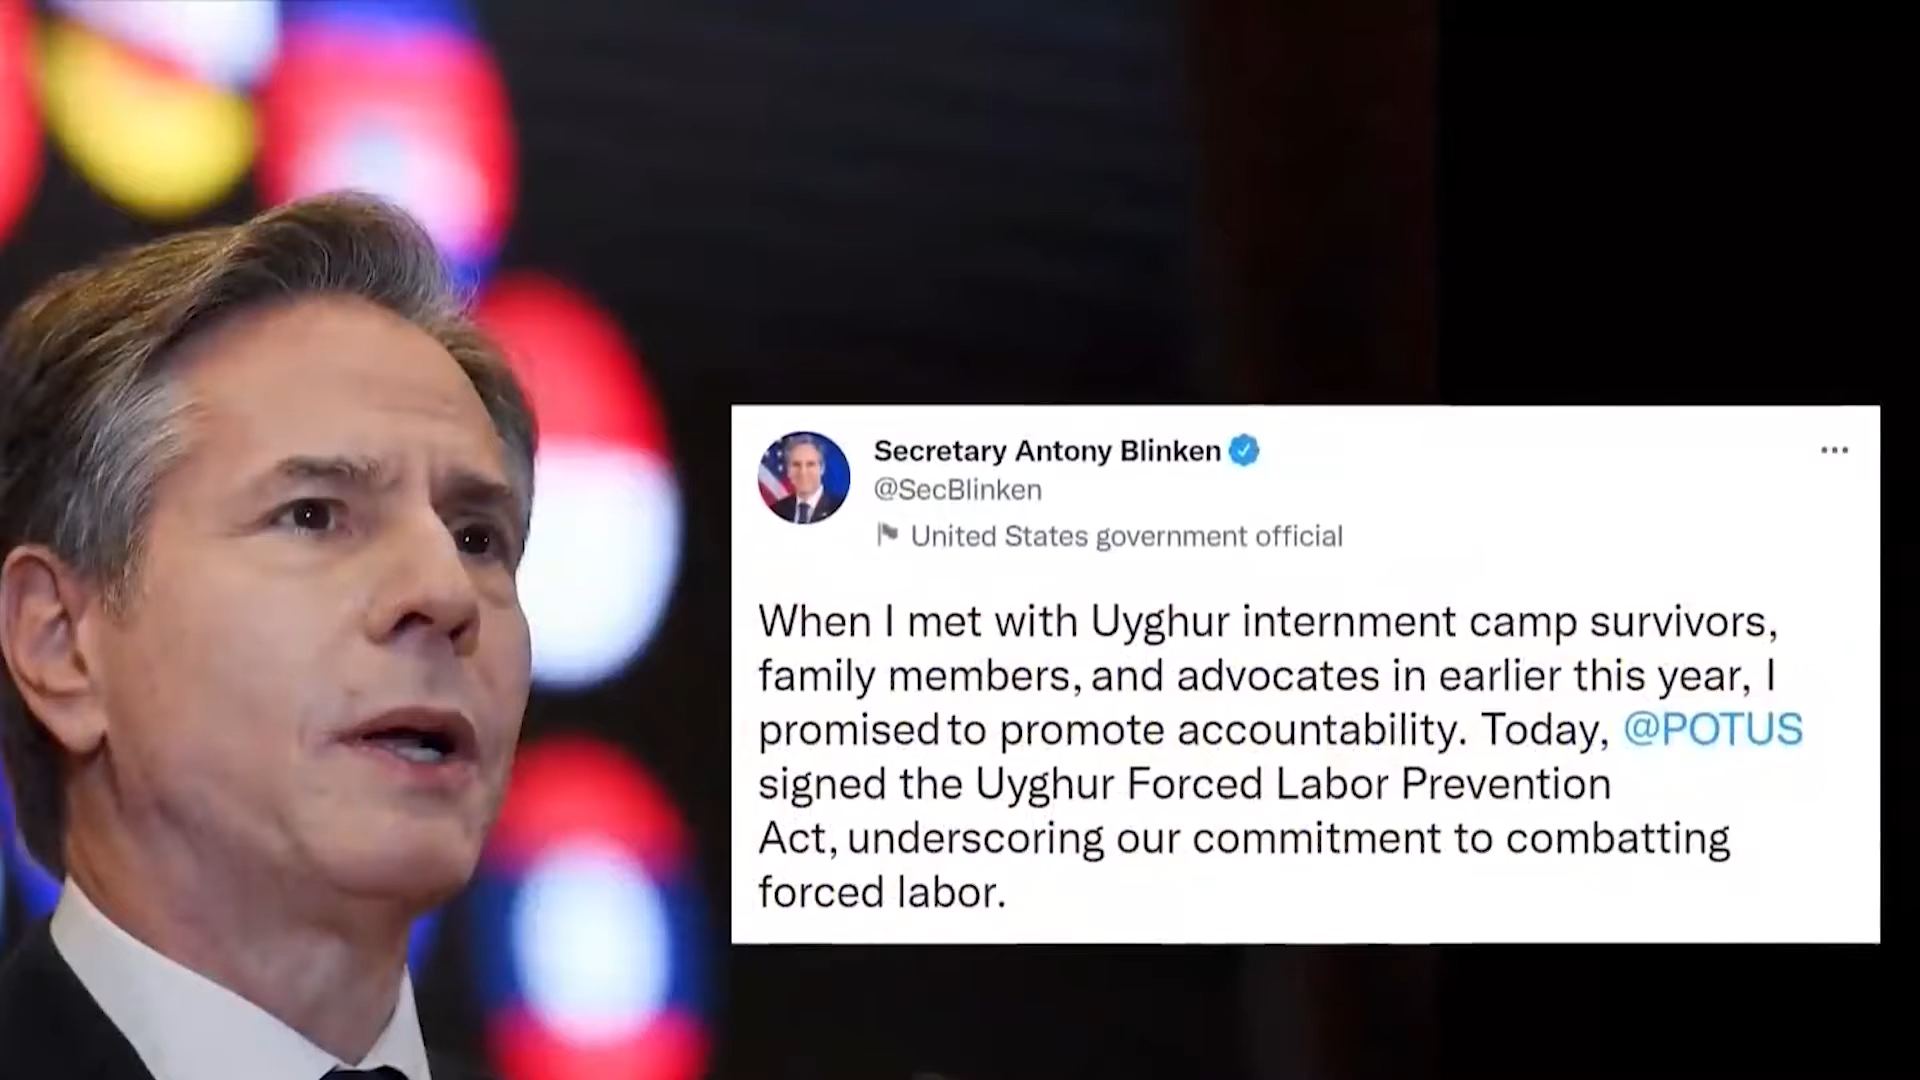 Secretary Antony Blinken
@SecBlinken
United States government official
When I met with Uyghur internment camp survivors,
family members, and advocates in earlier this year, I
promised to promote accountability. Today, @POTUS
signed the Uyghur Forced Labor Prevention
Act, underscoring our commitment to combatting
forced labor.